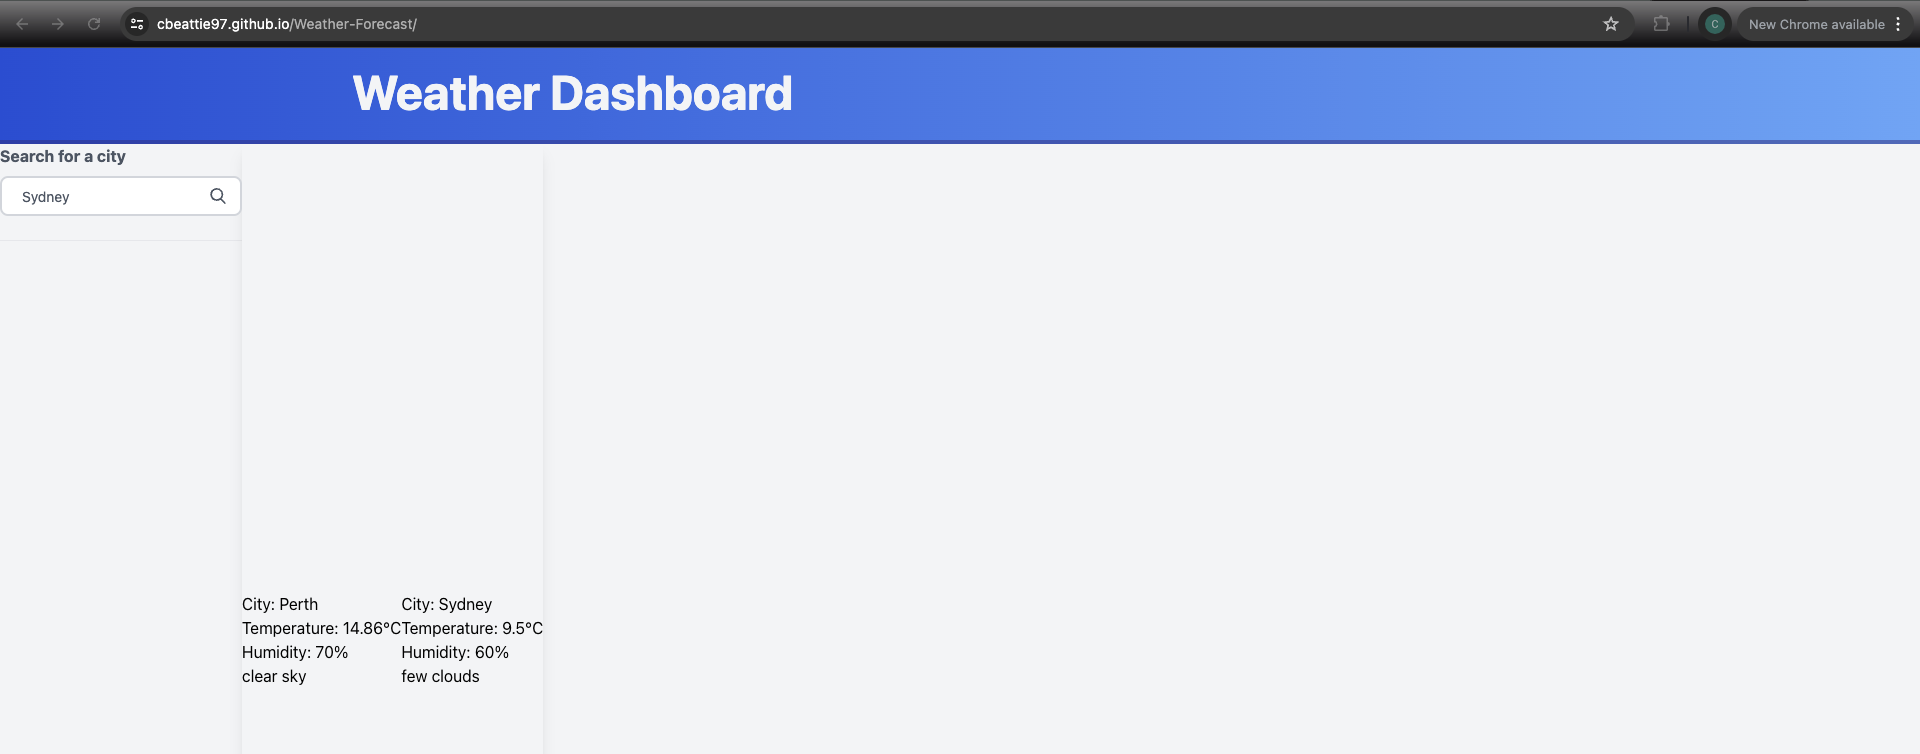 cbeattie97.github.io/Weather-Forecast/
C
New Chrome available
Weather Dashboard
Search for a city
Sydney
City: Perth
Temperature: 14.86°C
Humidity: 70%
clear sky
City: Sydney
Temperature: 9.5°C
Humidity: 60%
few clouds